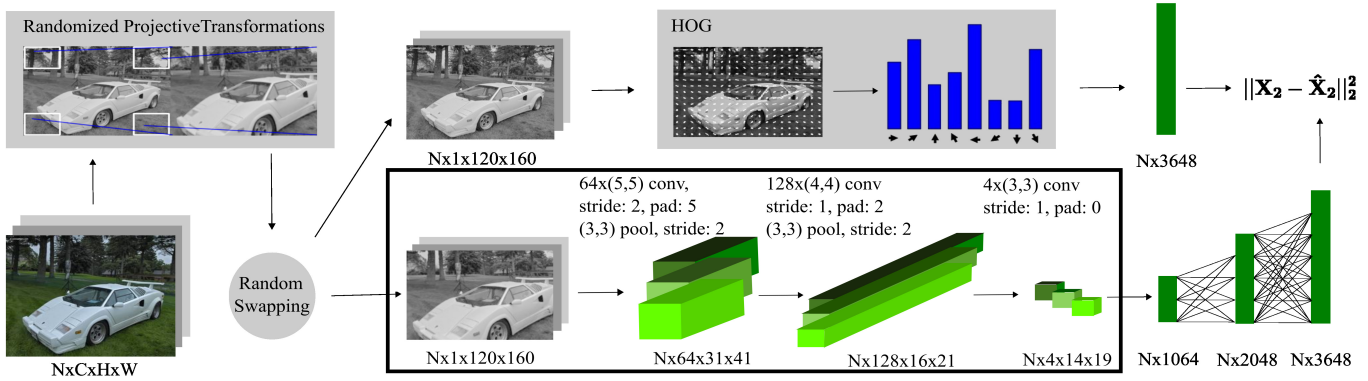 Randomized ProjectiveTransformations
NxCxHxW
Random
Swapping
Nx1x120x160
HOG
Nx3648
||X₂ − X̂₂||₂²
Nx1x120x160
64x(5,5) conv,
stride: 2, pad: 5
(3,3) pool, stride: 2
Nx64x31x41
128x(4,4) conv
stride: 1, pad: 2
(3,3) pool, stride: 2
Nx128x16x21
4x(3,3) conv
stride: 1, pad: 0
Nx4x14x19
Nx1064
Nx2048
Nx3648